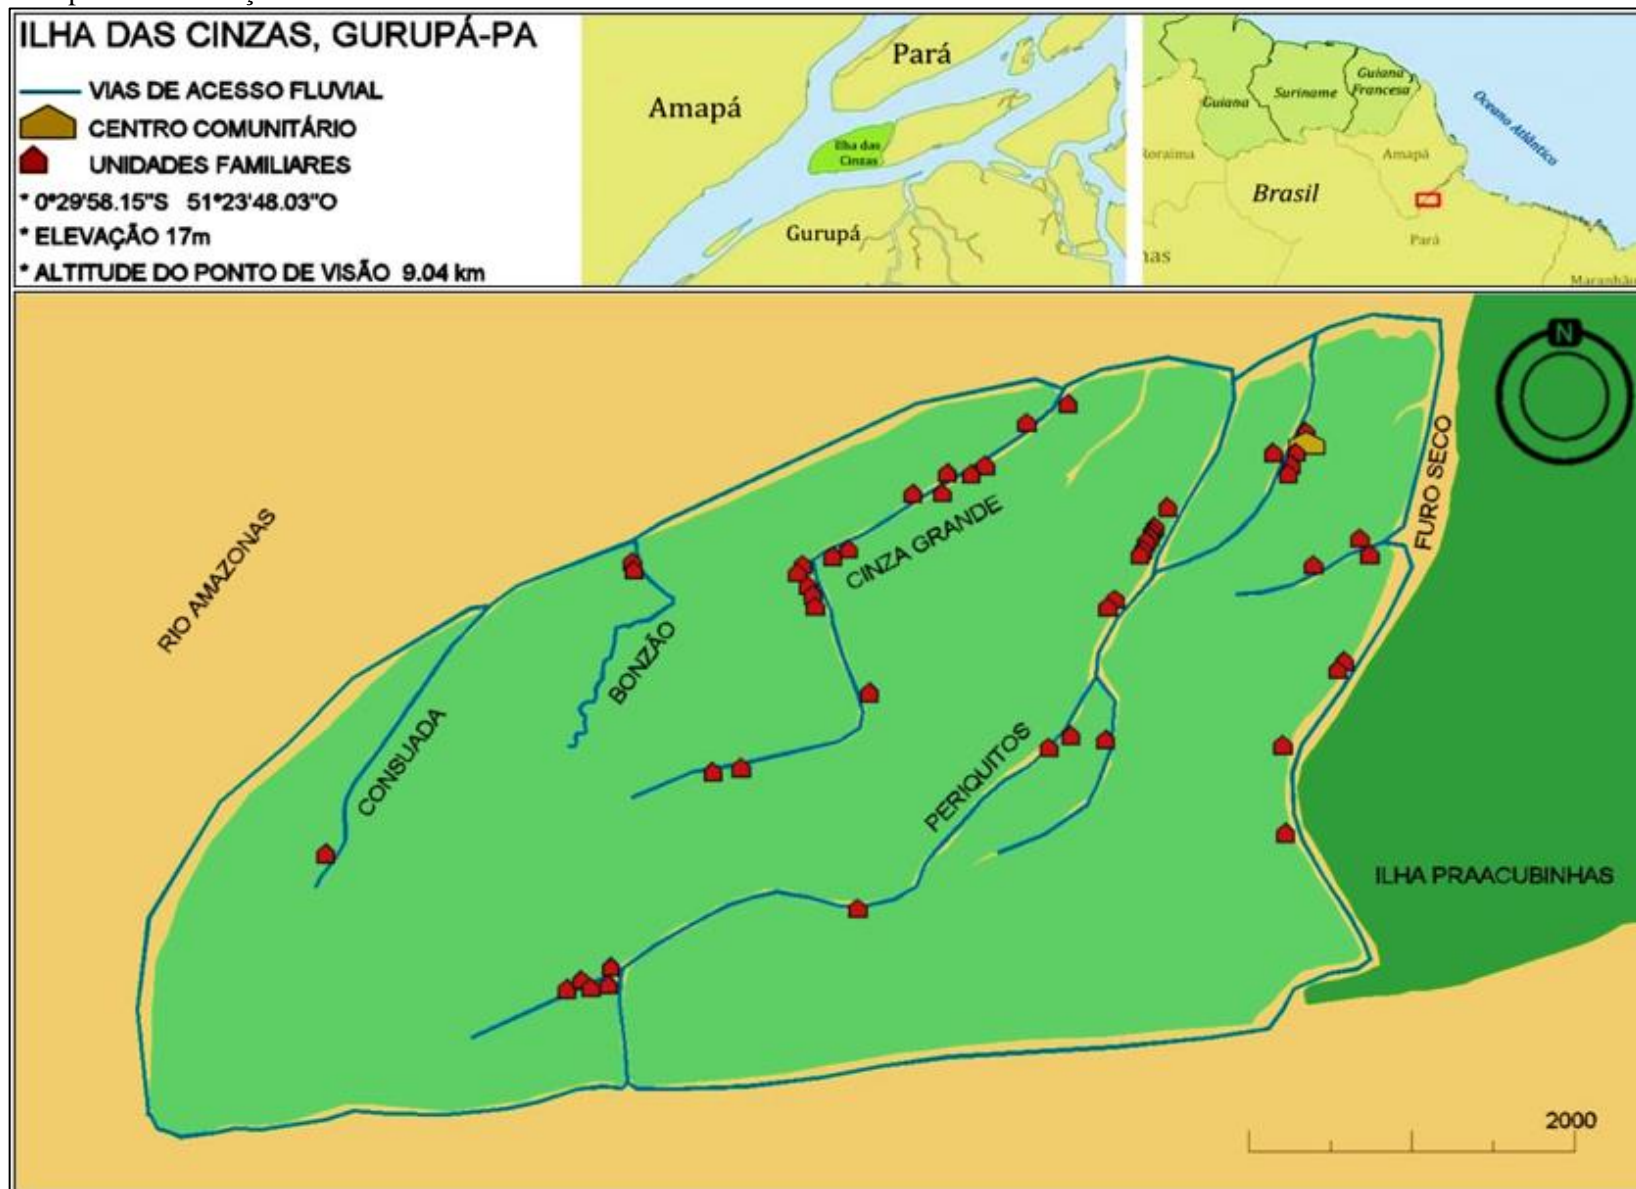 ILHA DAS CINZAS, GURUPÁ-PA
VIAS DE ACESSO FLUVIAL
CENTRO COMUNITÁRIO
UNIDADES FAMILIARES
* 0°29'58.15"S 51°23'48.03"O
* ELEVAÇÃO 17m
* ALTITUDE DO PONTO DE VISÃO 9.04 km
Pará
Amapá
Ilha das
Cinzas
Gurupá
Guiana
Suriname
Guiana
Francesa
Oceano Atlântico
Roraima
Amapá
Brasil
Pará
nas
Maranhão
N
RIO AMAZONAS
CONSUADA
BONZÃO
CINZA GRANDE
PERIQUITOS
FURO SECO
ILHA PRAACUBINHAS
2000